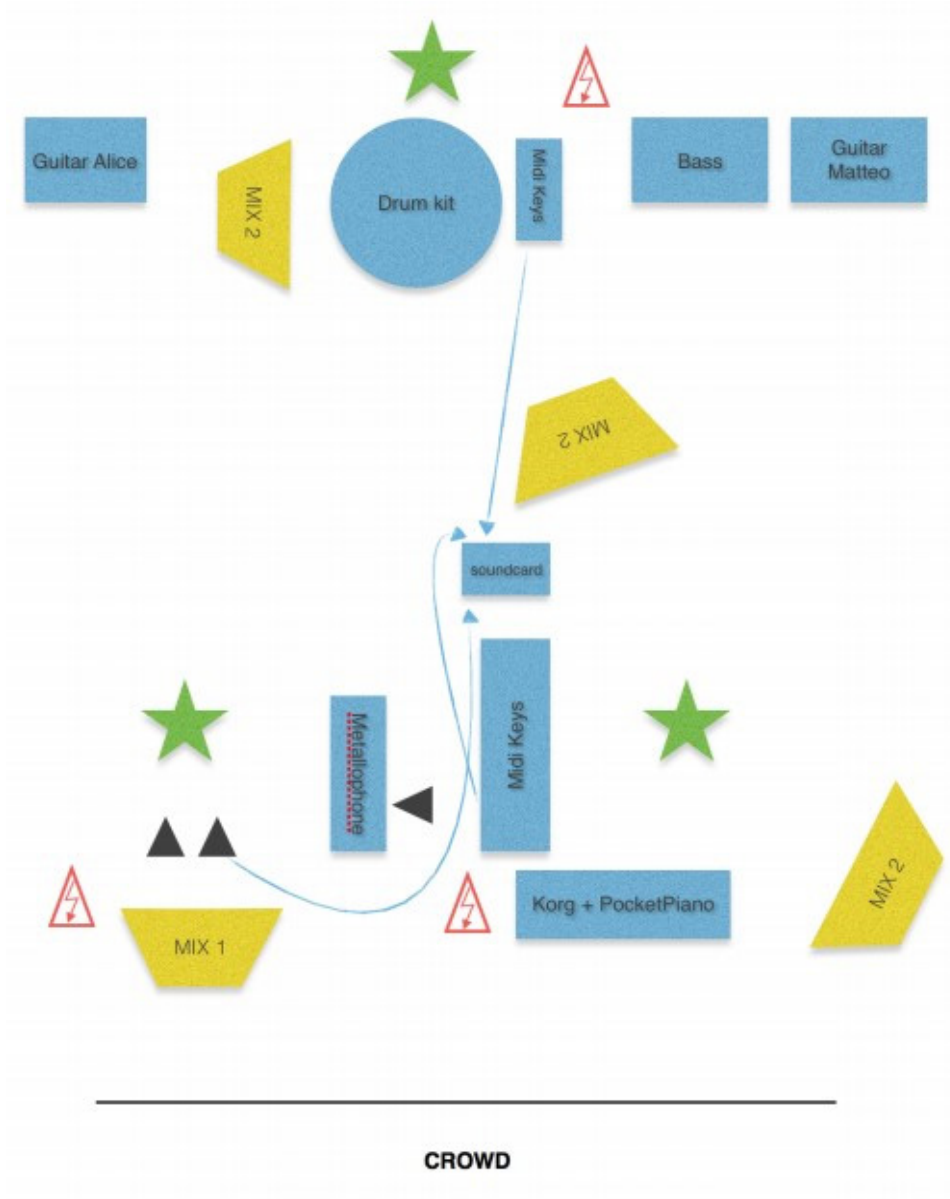 Guitar Alice
MIX 2
Drum kit
Midi Keys
Bass
Guitar
Matteo
MIX 2
soundcard
Metallophone
Midi Keys
MIX 2
Korg + PocketPiano
MIX 1
CROWD